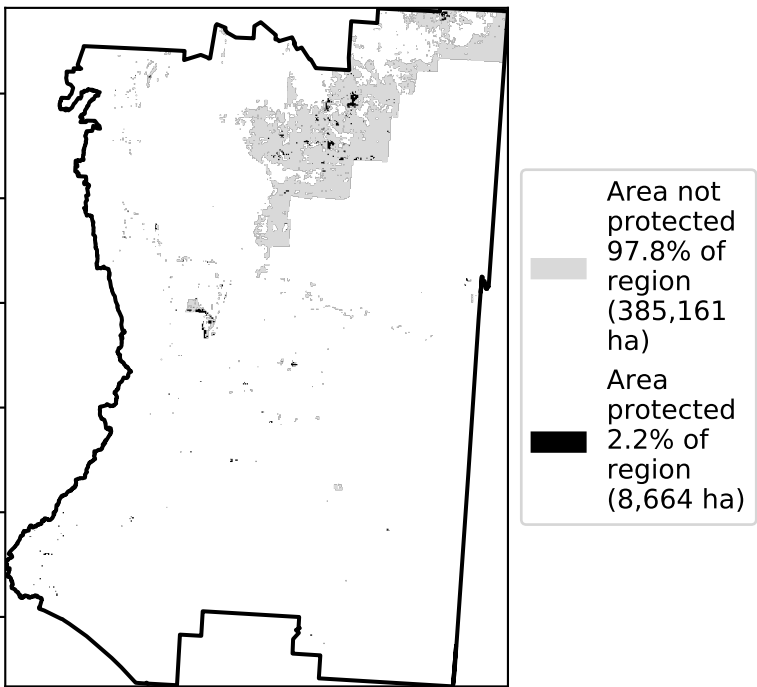 Area not
protected
97.8% of
region
(385,161
ha)
Area
protected
2.2% of
region
(8,664 ha)